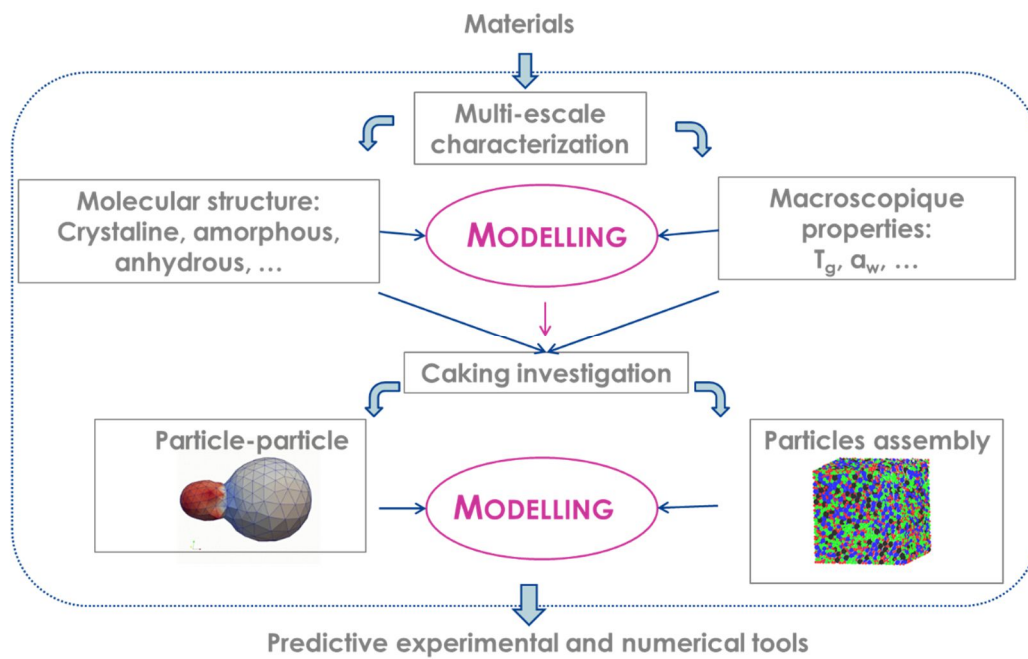 Materials
Multi-escale
characterization
Molecular structure:
Crystaline, amorphous,
anhydrous, …
MODELLING
Macroscopique
properties:
Tg, aw, …
Caking investigation
Particle-particle
MODELLING
Particles assembly
Predictive experimental and numerical tools